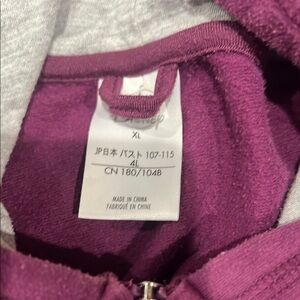 Disney
XL
JP日本 バスト 107-115
4L
CN 180/104B
MADE IN CHINA
FABRIQUÉ EN CHINE